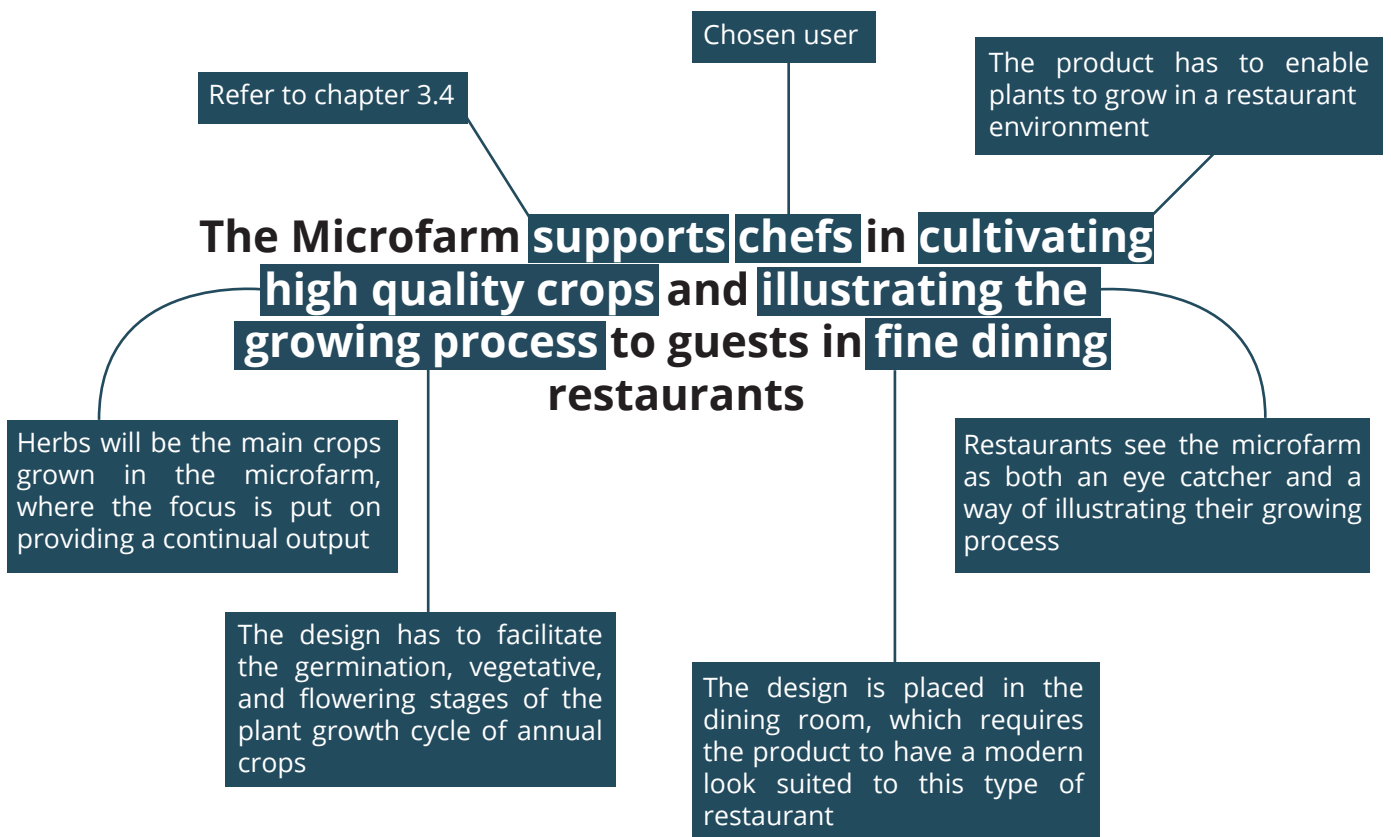 Chosen user
Refer to chapter 3.4
The product has to enable
plants to grow in a restaurant
environment
The Microfarm supports chefs in cultivating
high quality crops and illustrating the
growing process to guests in fine dining
restaurants
Herbs will be the main crops
grown in the microfarm,
where the focus is put on
providing a continual output
Restaurants see the microfarm
as both an eye catcher and a
way of illustrating their growing
process
The design has to facilitate
the germination, vegetative,
and flowering stages of the
plant growth cycle of annual
crops
The design is placed in the
dining room, which requires
the product to have a modern
look suited to this type of
restaurant